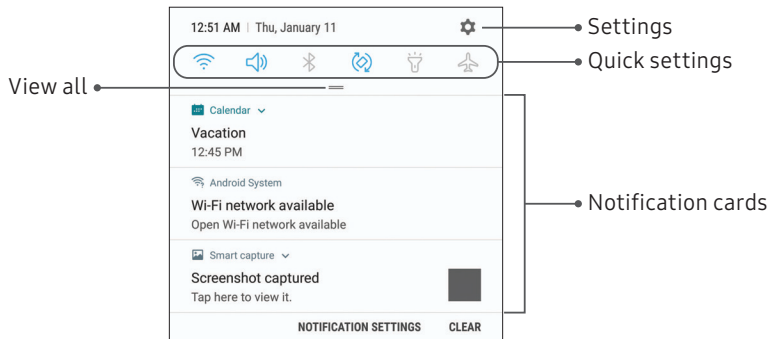 12:51 AM | Thu, January 11
Settings
Quick settings
View all
Calendar
Vacation
12:45 PM
Android System
Wi-Fi network available
Open Wi-Fi network available
Notification cards
Smart capture
Screenshot captured
Tap here to view it.
NOTIFICATION SETTINGS CLEAR